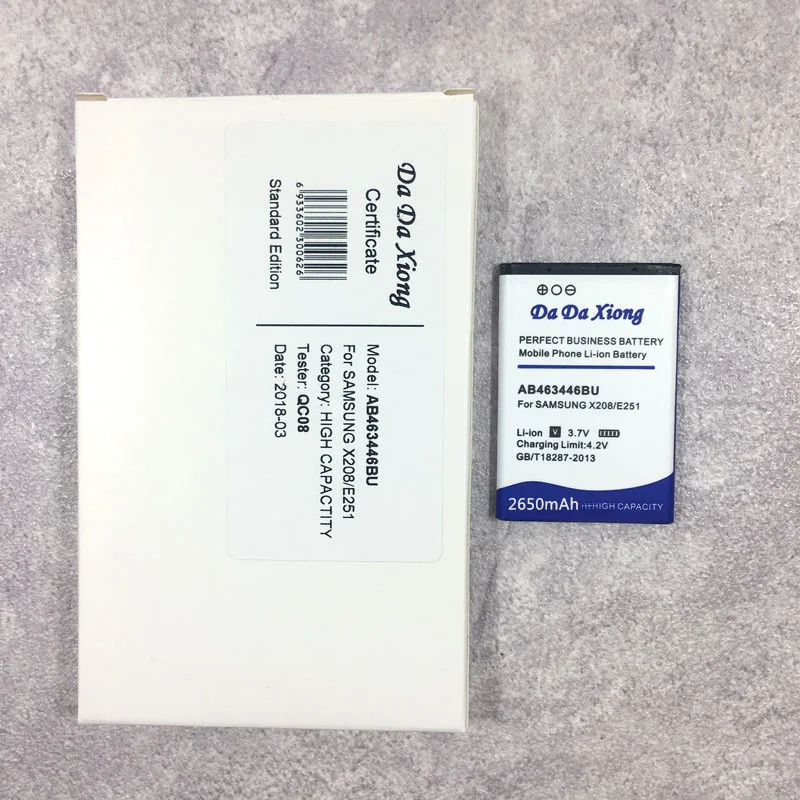 Da Da Xiong
Certificate
6 933602 300626
Standard Edition
Model: AB463446BU
For SAMSUNG X208/E251
Category: HIGH CAPACTITY
Tester: QC08
Date: 2018-03
Da Da Xiong
PERFECT BUSINESS BATTERY
Mobile Phone Li-ion Battery
AB463446BU
For SAMSUNG X208/E251
Li-ion V 3.7V
Charging Limit:4.2V
GB/T18287-2013
2650mAh HIGH CAPACITY